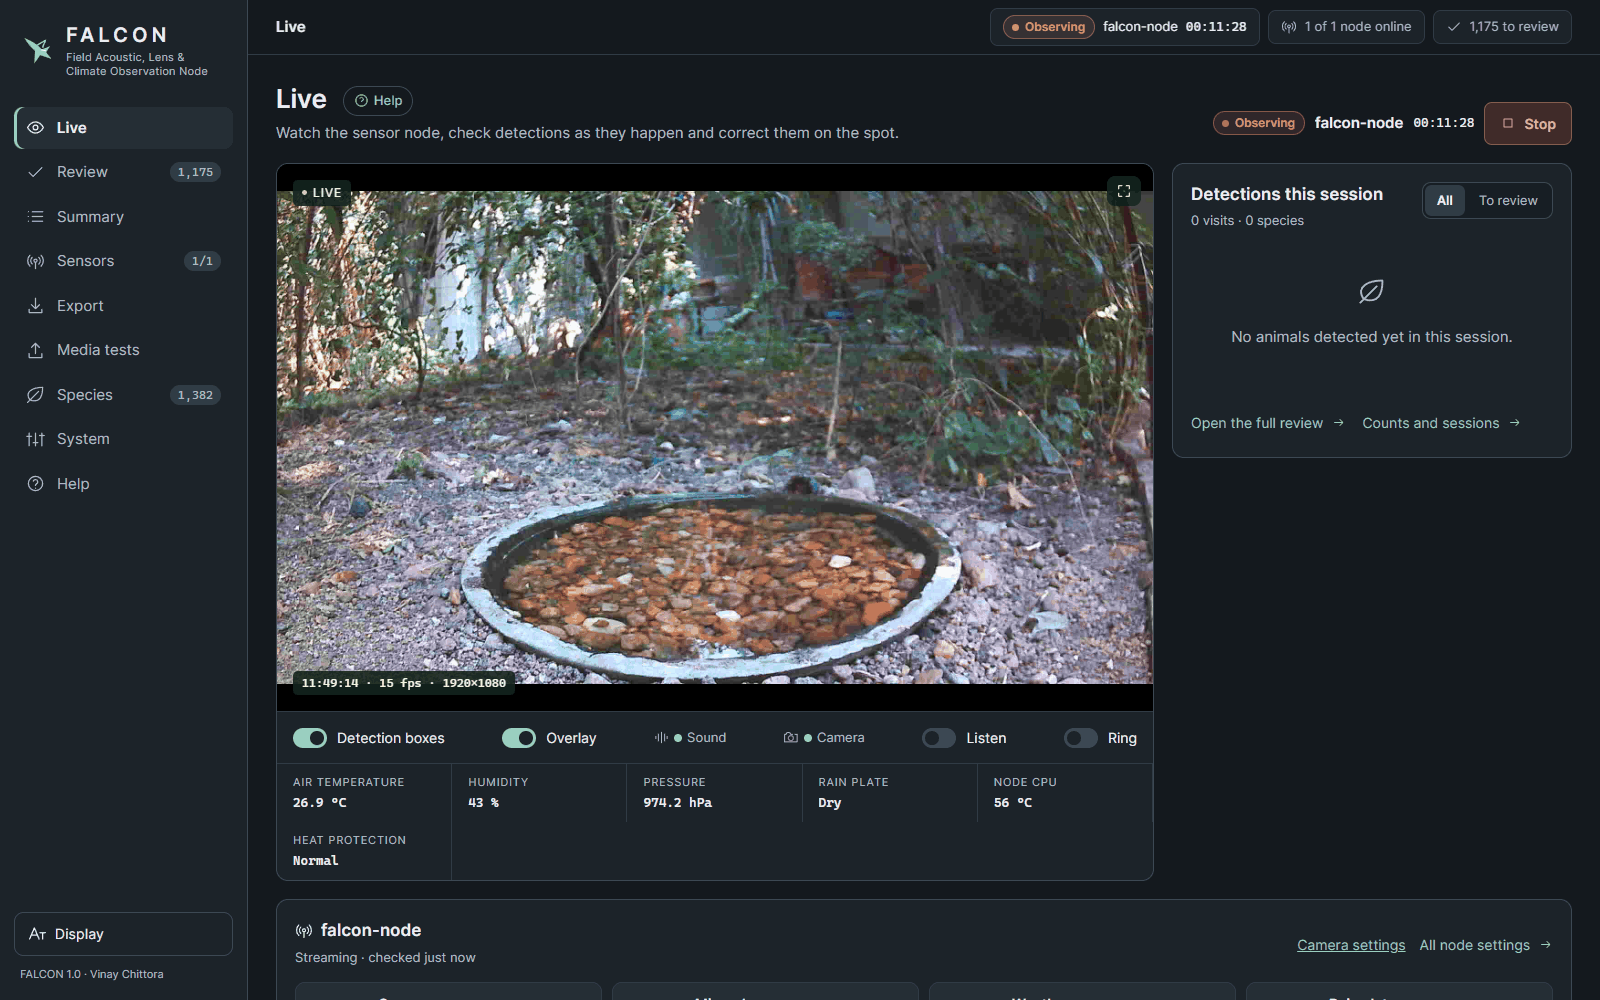 FALCON
Field Acoustic, Lens &
Climate Observation Node
Live
Review 1,175
Summary
Sensors 1/1
Export
Media tests
Species 1,382
System
Help
Display
FALCON 1.0 · Vinay Chittora
Live
Observing falcon-node 00:11:28
1 of 1 node online
1,175 to review
Live
Help
Watch the sensor node, check detections as they happen and correct them on the spot.
Observing falcon-node 00:11:28
Stop
LIVE
11:49:14 · 15 fps · 1920×1080
Detection boxes
Overlay
Sound
Camera
Listen
Ring
AIR TEMPERATURE
26.9 °C
HUMIDITY
43 %
PRESSURE
974.2 hPa
RAIN PLATE
Dry
NODE CPU
56 °C
HEAT PROTECTION
Normal
Detections this session
0 visits · 0 species
All
To review
No animals detected yet in this session.
Open the full review →
Counts and sessions →
falcon-node
Streaming · checked just now
Camera settings
All node settings →